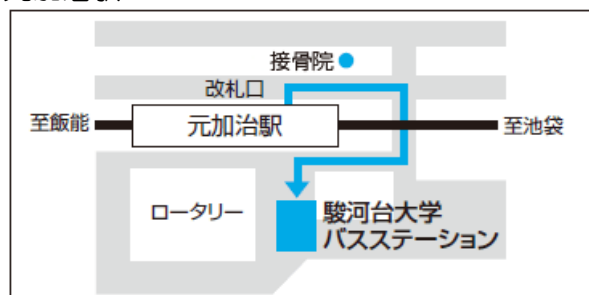 接骨院
改札口
至飯能
元加治駅
至池袋
ロータリー
駿河台大学
バスステーション